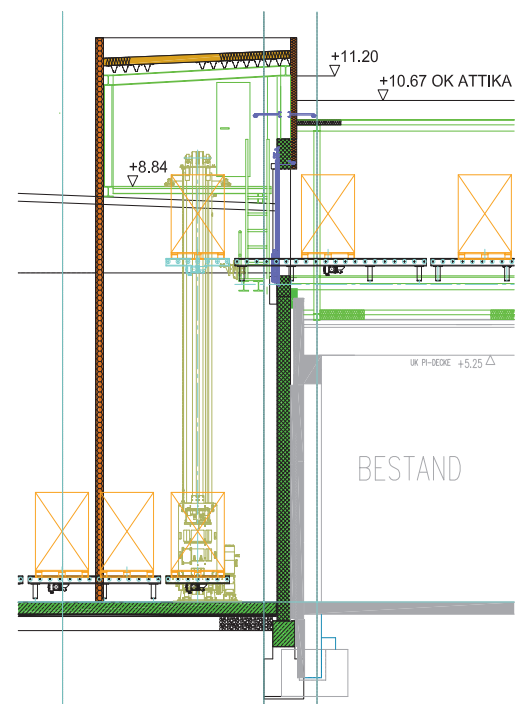 +11.20
+10.67 OK ATTIKA
+8.84
UK PI-DECKE +5.25
BESTAND